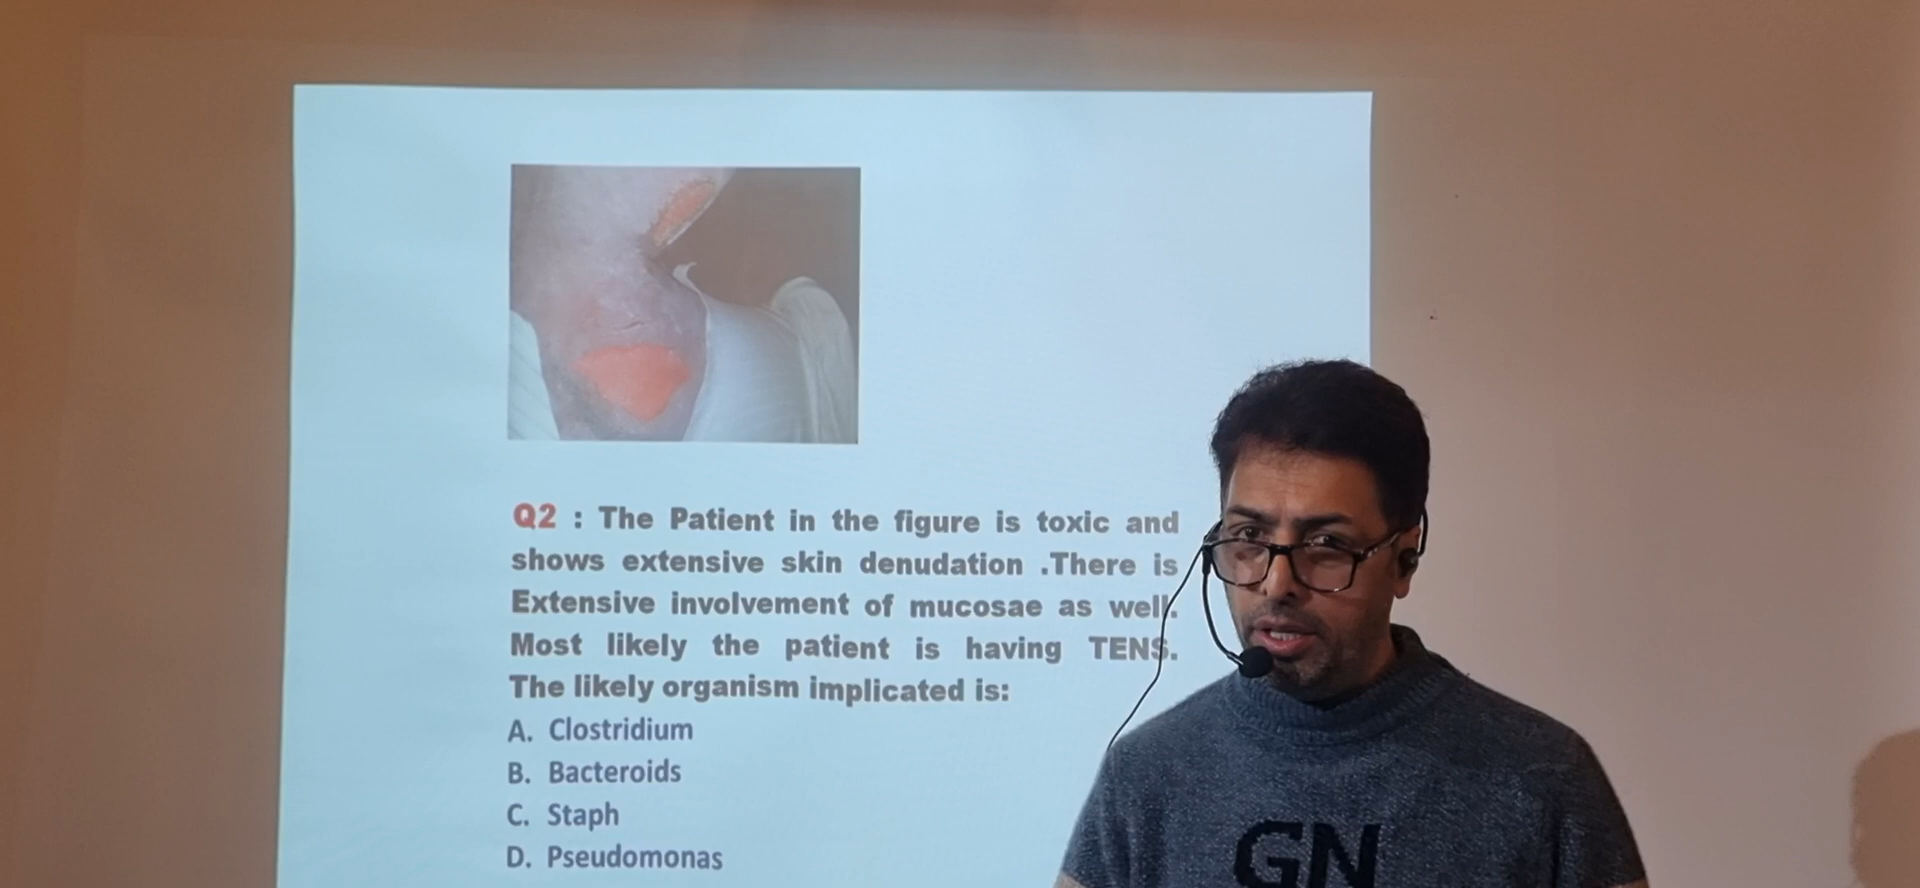 Q2 : The Patient in the figure is toxic and
shows extensive skin denudation .There is
Extensive involvement of mucosae as well.
Most likely the patient is having TENS.
The likely organism implicated is:
A. Clostridium
B. Bacteroids
C. Staph
D. Pseudomonas
GN